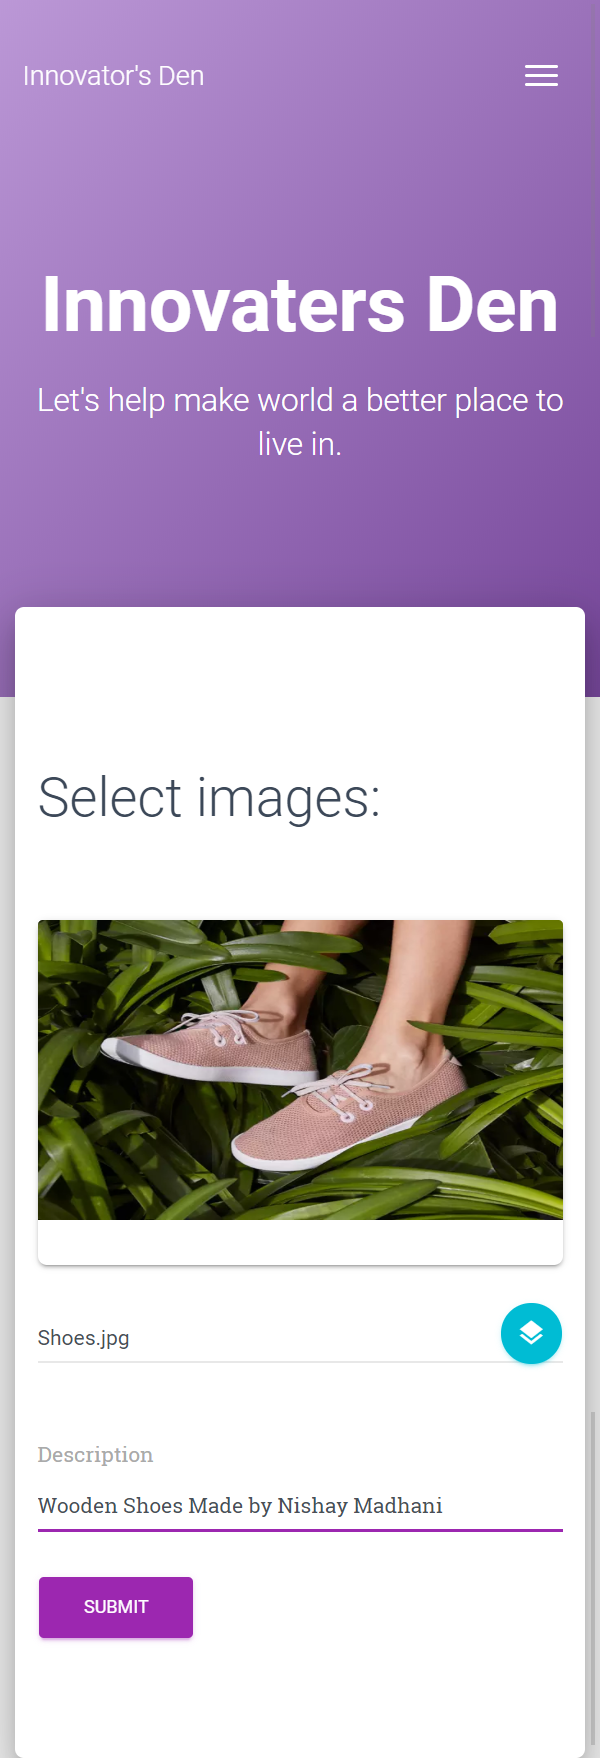 Innovator's Den
Innovaters Den
Let's help make world a better place to
live in.
Select images:
Shoes.jpg
Description
Wooden Shoes Made by Nishay Madhani
SUBMIT